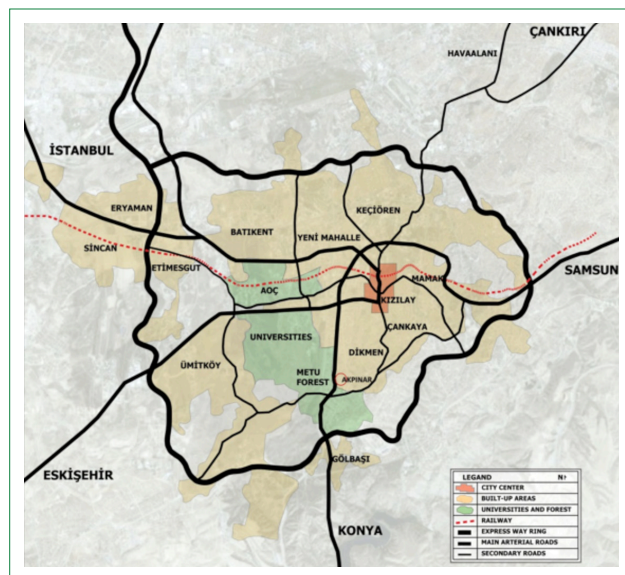 ÇANKIRI
HAVAALANI
İSTANBUL
ERYAMAN
KEÇİÖREN
BATIKENT
YENİ MAHALLE
SİNCAN
ETİMESGUT
MAMAK
SAMSUN
AOÇ
KIZILAY
UNIVERSITIES
ÇANKAYA
DİKMEN
ÜMİTKÖY
METU
FOREST
AKPINAR
GÖLBAŞI
ESKİŞEHİR
KONYA
LEGAND
CITY CENTER
BUILT-UP AREAS
UNIVERSITIES AND FOREST
RAILWAY
EXPRESS WAY RING
MAIN ARTERIAL ROADS
SECONDARY ROADS